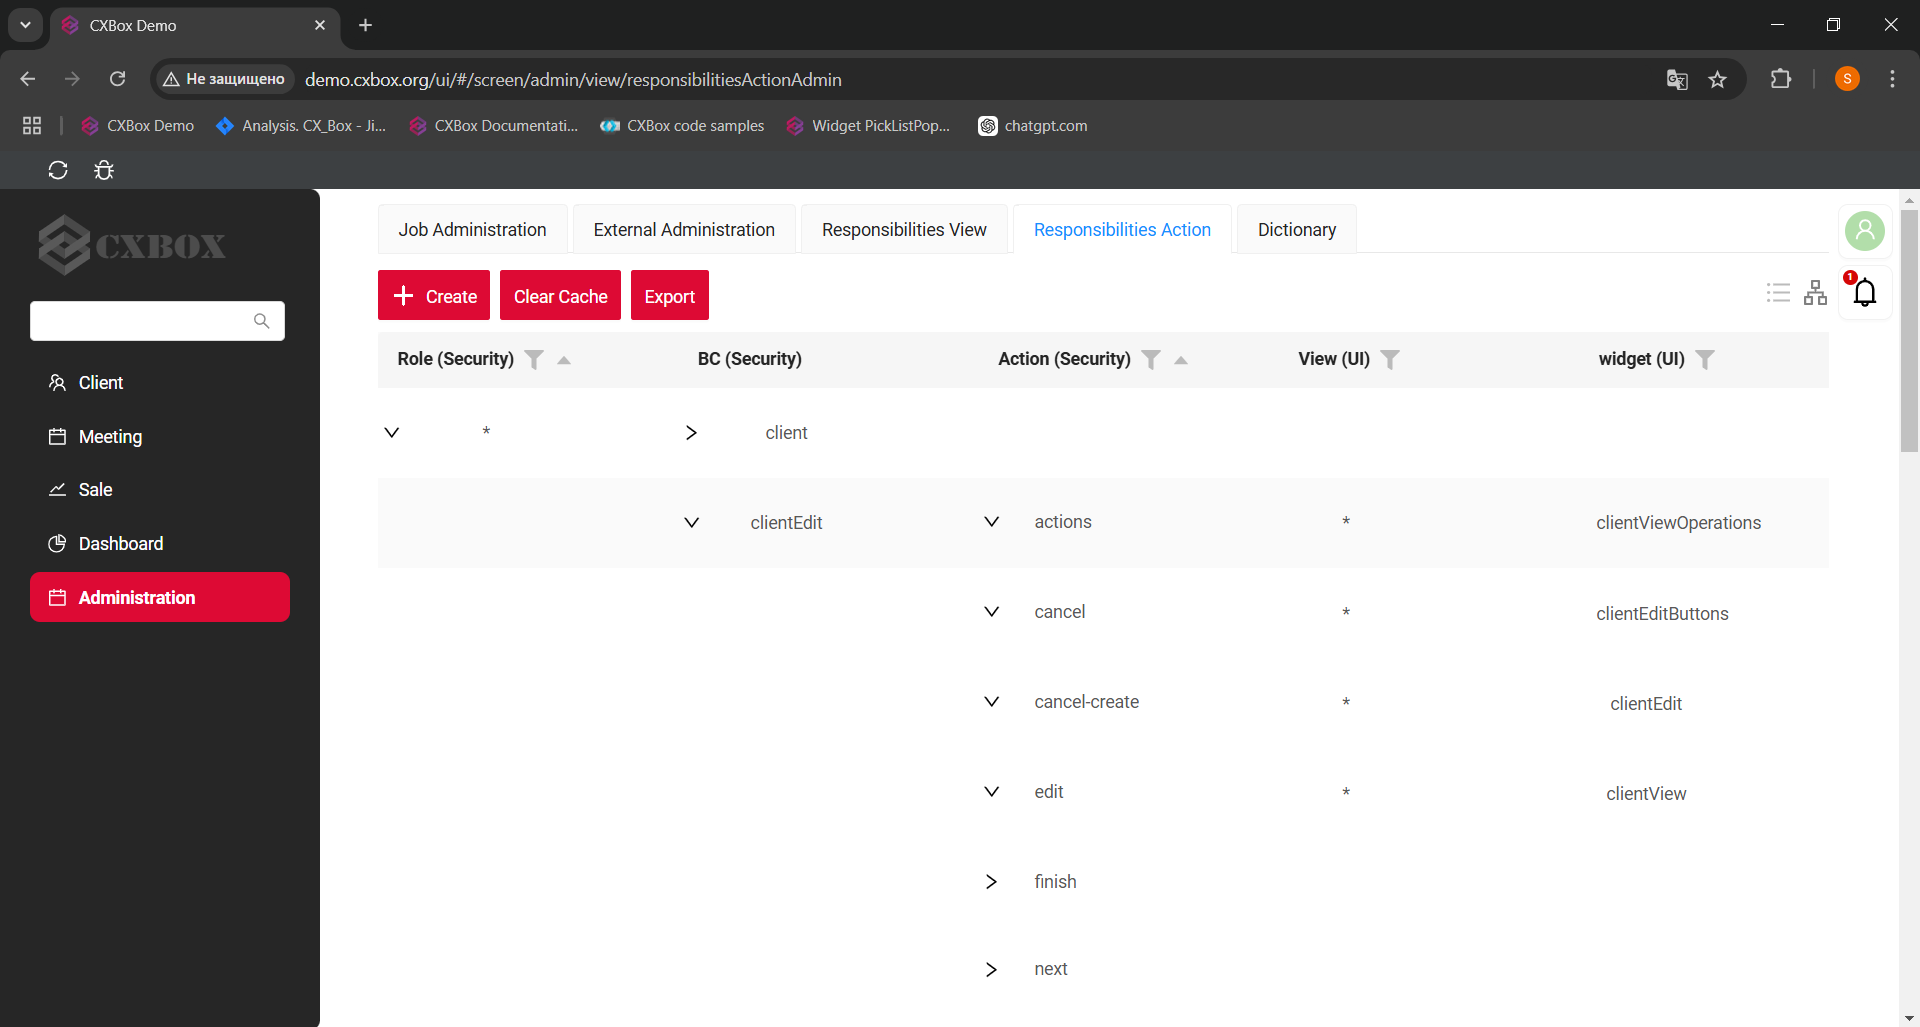 CXBox Demo
Не защищено
demo.cxbox.org/ui/#/screen/admin/view/responsibilitiesActionAdmin
S
CXBox Demo
Analysis. CX_Box - Ji...
CXBox Documentati...
CXBox code samples
Widget PickListPop...
chatgpt.com
CXBOX
Client
Meeting
Sale
Dashboard
Administration
Job Administration
External Administration
Responsibilities View
Responsibilities Action
Dictionary
Create
Clear Cache
Export
1
Role (Security) BC (Security) Action (Security) View (UI) widget (UI)
* client
clientEdit actions * clientViewOperations
cancel * clientEditButtons
cancel-create * clientEdit
edit * clientView
finish
next